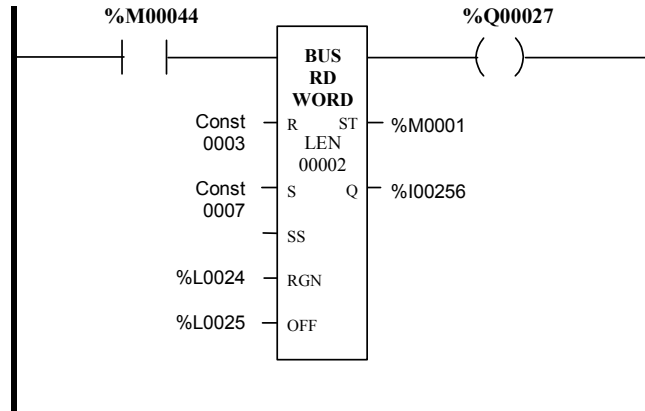 %M00044 %Q00027
BUS
RD
WORD
Const
0003
R ST %M0001
LEN
00002
Const
0007
S Q %I00256
SS
%L0024 RGN
%L0025 OFF